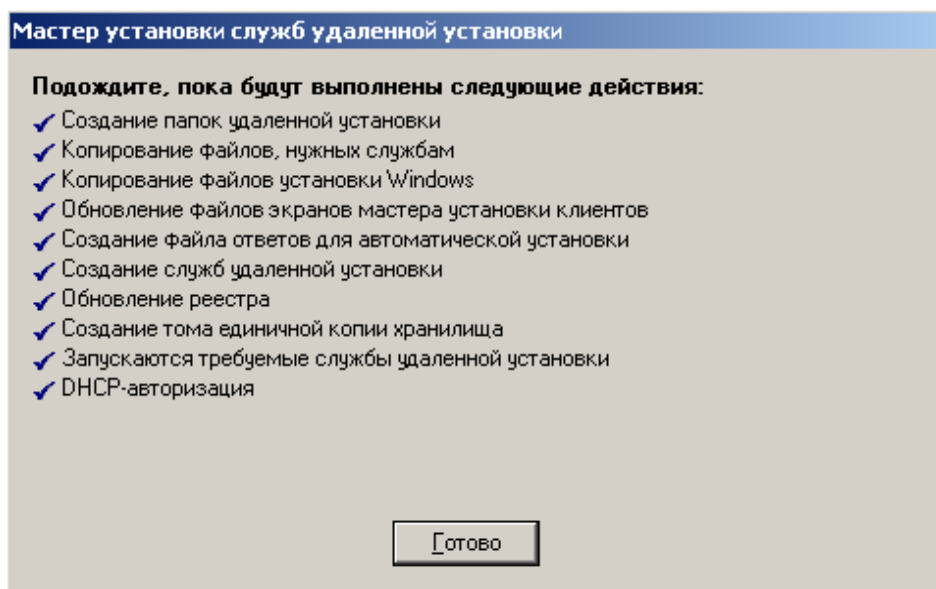 Мастер установки служб удаленной установки
Подождите, пока будут выполнены следующие действия:
Создание папок удаленной установки
Копирование файлов, нужных службам
Копирование файлов установки Windows
Обновление файлов экранов мастера установки клиентов
Создание файла ответов для автоматической установки
Создание служб удаленной установки
Обновление реестра
Создание тома единичной копии хранилища
Запускаются требуемые службы удаленной установки
DHCP-авторизация
Готово